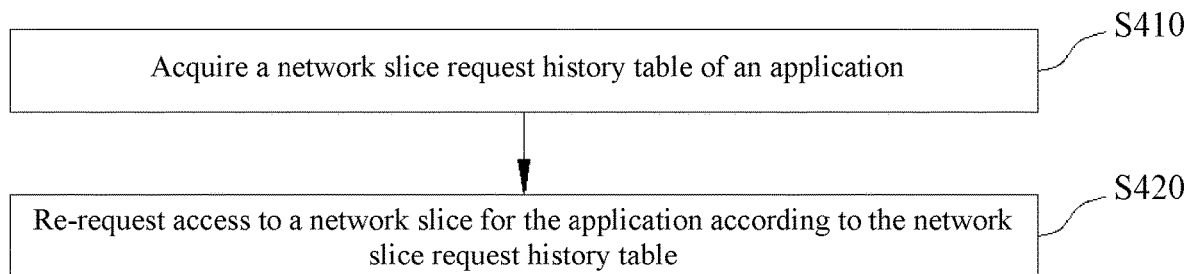 S410
Acquire a network slice request history table of an application
S420
Re-request access to a network slice for the application according to the network
slice request history table